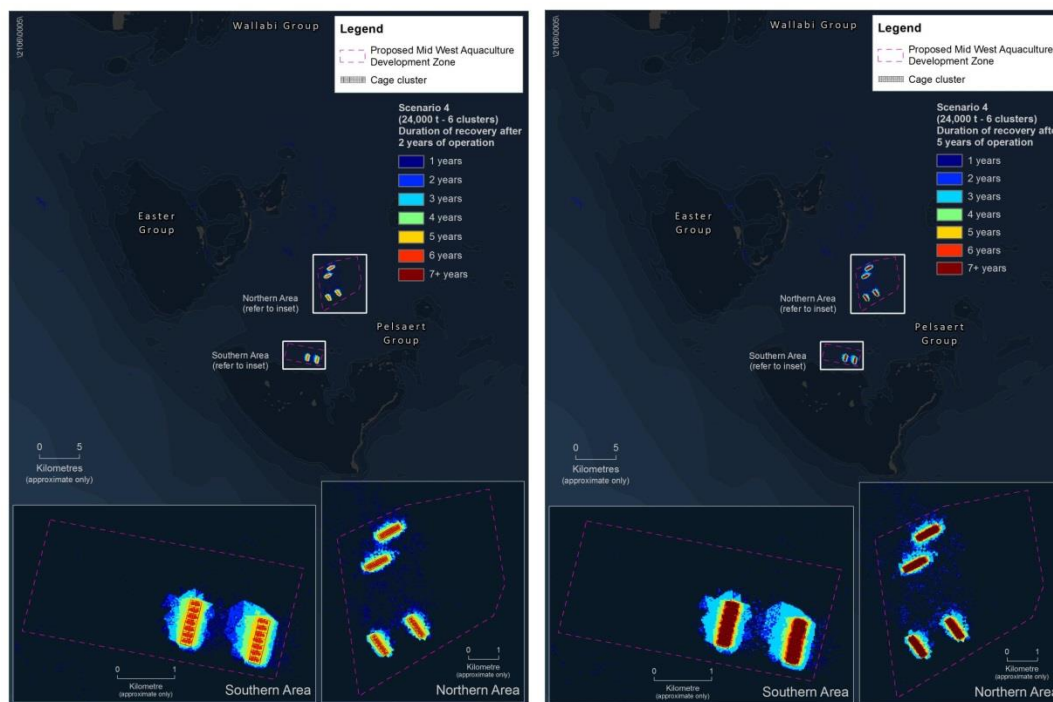 \2106\0005\
Wallabi Group
Legend
Proposed Mid West Aquaculture
Development Zone
Cage cluster
Scenario 4
(24,000 t - 6 clusters)
Duration of recovery after
2 years of operation
1 years
2 years
3 years
4 years
5 years
6 years
7+ years
Easter
Group
Northern Area
(refer to inset)
Pelsaert
Group
Southern Area
(refer to inset)
0 5
Kilometres
(approximate only)
0 1
Kilometre
(approximate only)
Southern Area
0 1
Kilometre
(approximate only)
Northern Area
\2106\0005\
Wallabi Group
Legend
Proposed Mid West Aquaculture
Development Zone
Cage cluster
Scenario 4
(24,000 t - 6 clusters)
Duration of recovery after
5 years of operation
1 years
2 years
3 years
4 years
5 years
6 years
7+ years
Easter
Group
Northern Area
(refer to inset)
Pelsaert
Group
Southern Area
(refer to inset)
0 5
Kilometres
(approximate only)
0 1
Kilometre
(approximate only)
Southern Area
0 1
Kilometre
(approximate only)
Northern Area